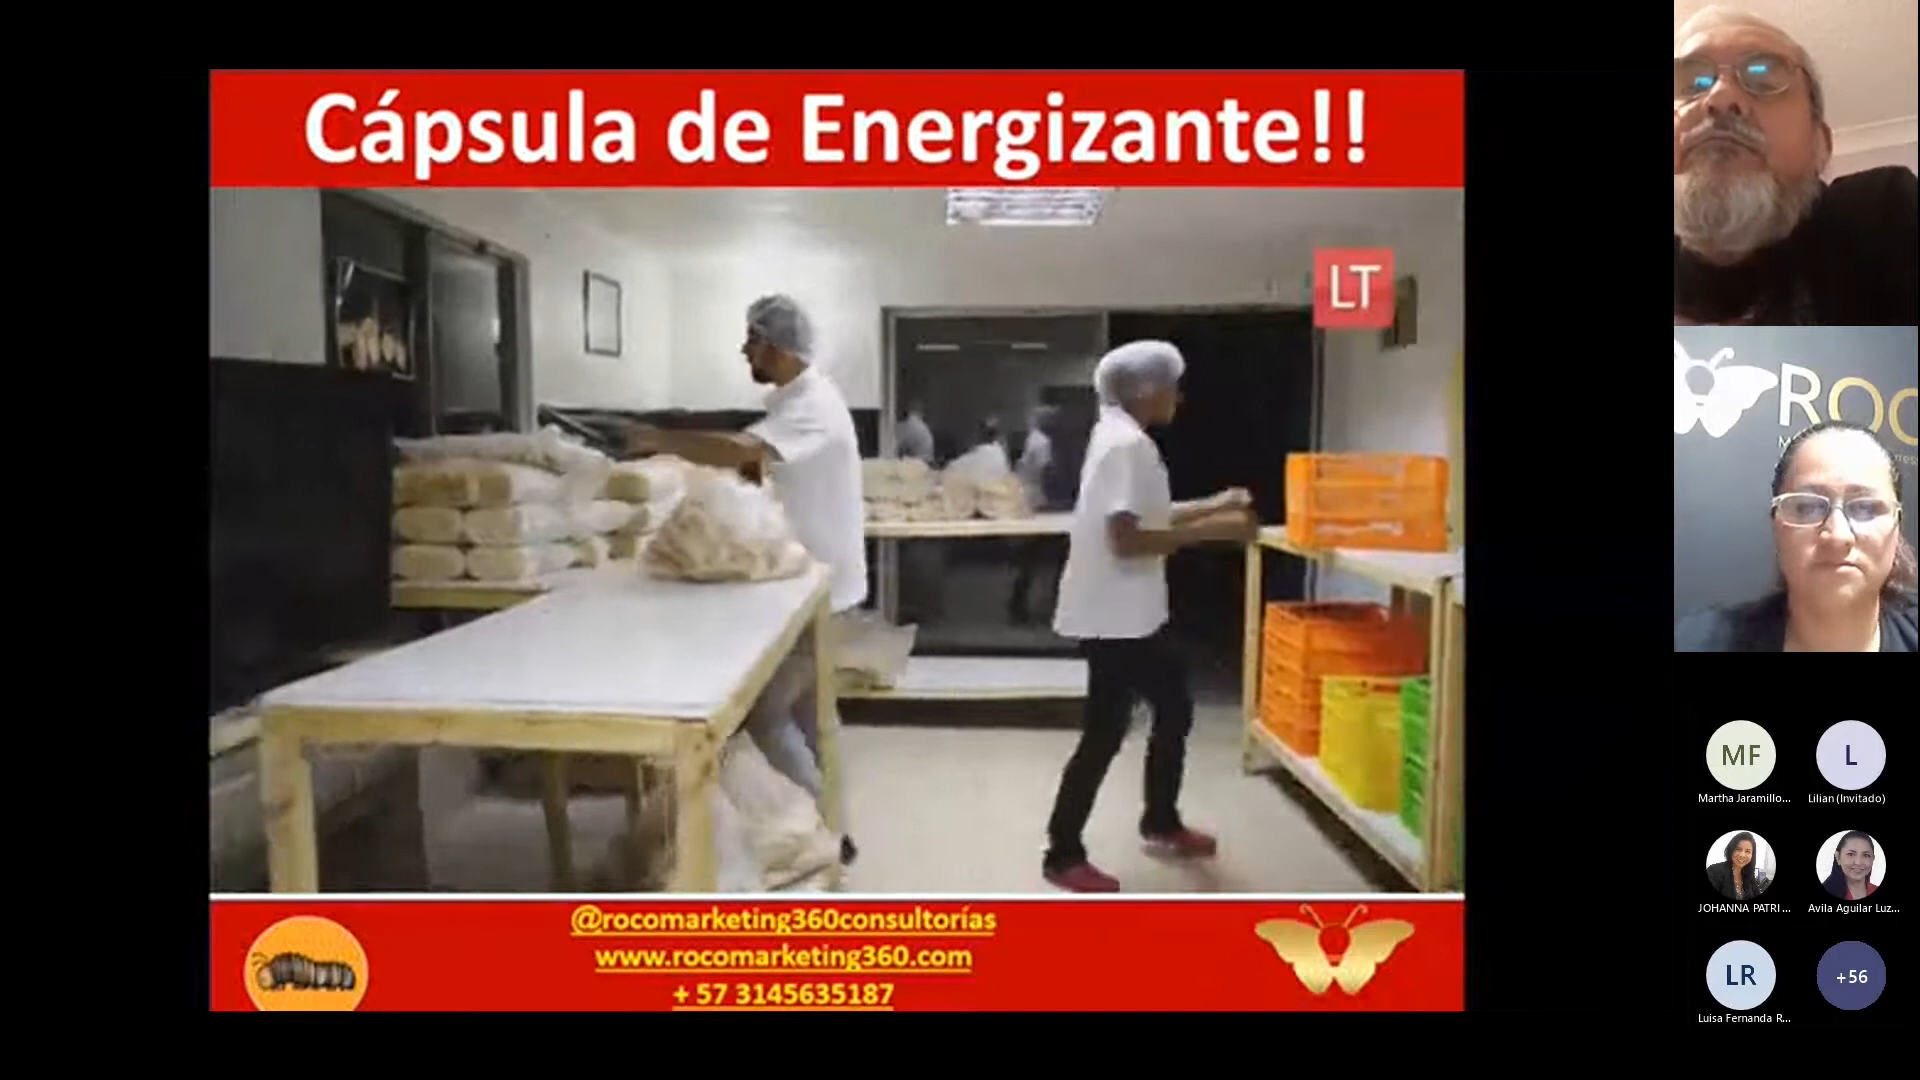 Cápsula de Energizante!!
LT
@rocomarketing360consultorías
www.rocomarketing360.com
+ 57 3145635187
ROC
MF
Martha Jaramillo...
L
Lilian (Invitado)
JOHANNA PATRI ...
Avila Aguilar Luz...
LR
Luisa Fernanda R...
+56